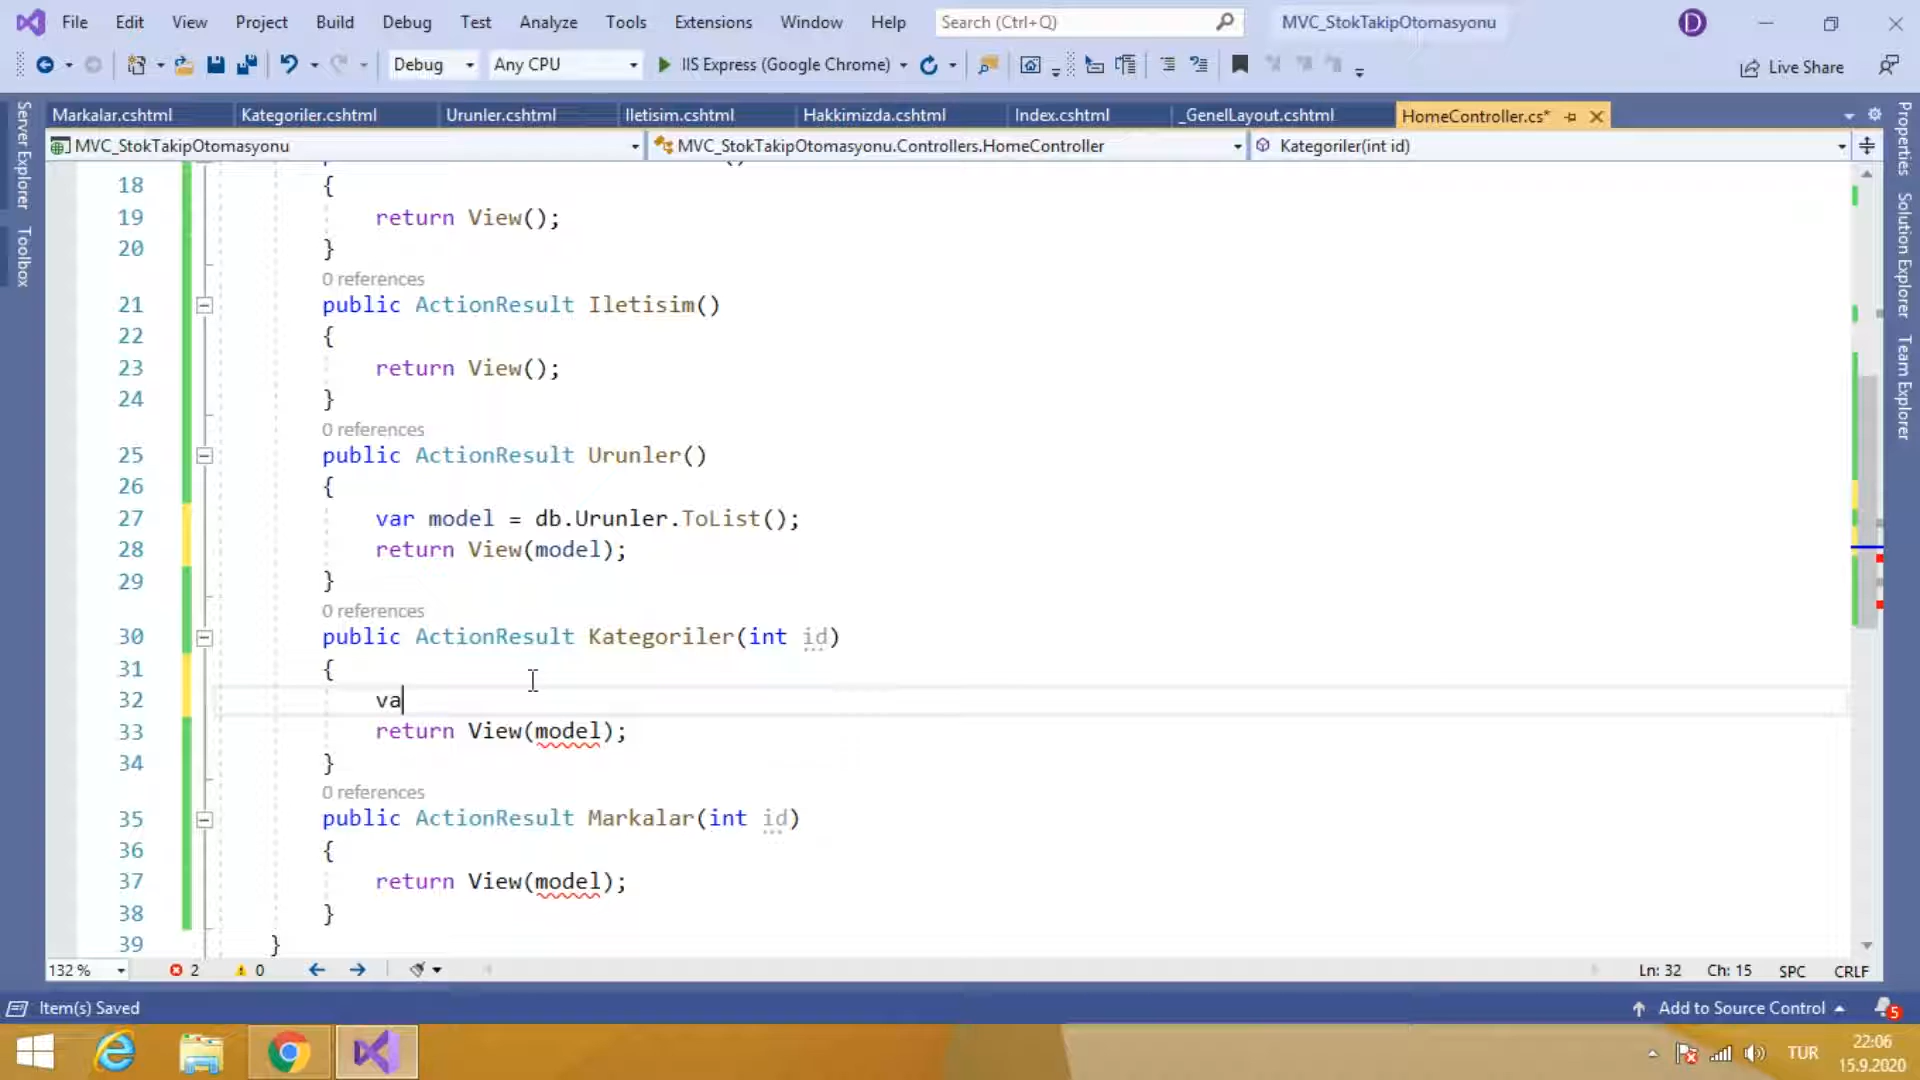 File Edit View Project Build Debug Test Analyze Tools Extensions Window Help Search (Ctrl+Q) MVC_StokTakipOtomasyonu D
Debug Any CPU IIS Express (Google Chrome) Live Share
Markalar.cshtml Kategoriler.cshtml Urunler.cshtml Iletisim.cshtml Hakkimizda.cshtml Index.cshtml _GenelLayout.cshtml HomeController.cs*
MVC_StokTakipOtomasyonu MVC_StokTakipOtomasyonu.Controllers.HomeController Kategoriler(int id)
Server Explorer
Toolbox
18 {
19 return View();
20 }
0 references
21 public ActionResult Iletisim()
22 {
23 return View();
24 }
0 references
25 public ActionResult Urunler()
26 {
27 var model = db.Urunler.ToList();
28 return View(model);
29 }
0 references
30 public ActionResult Kategoriler(int id)
31 {
32 va
33 return View(model);
34 }
0 references
35 public ActionResult Markalar(int id)
36 {
37 return View(model);
38 }
39 }
Properties
Solution Explorer
Team Explorer
132 % 2 0 Ln: 32 Ch: 15 SPC CRLF
Item(s) Saved Add to Source Control 5
TUR 22:06
15.9.2020